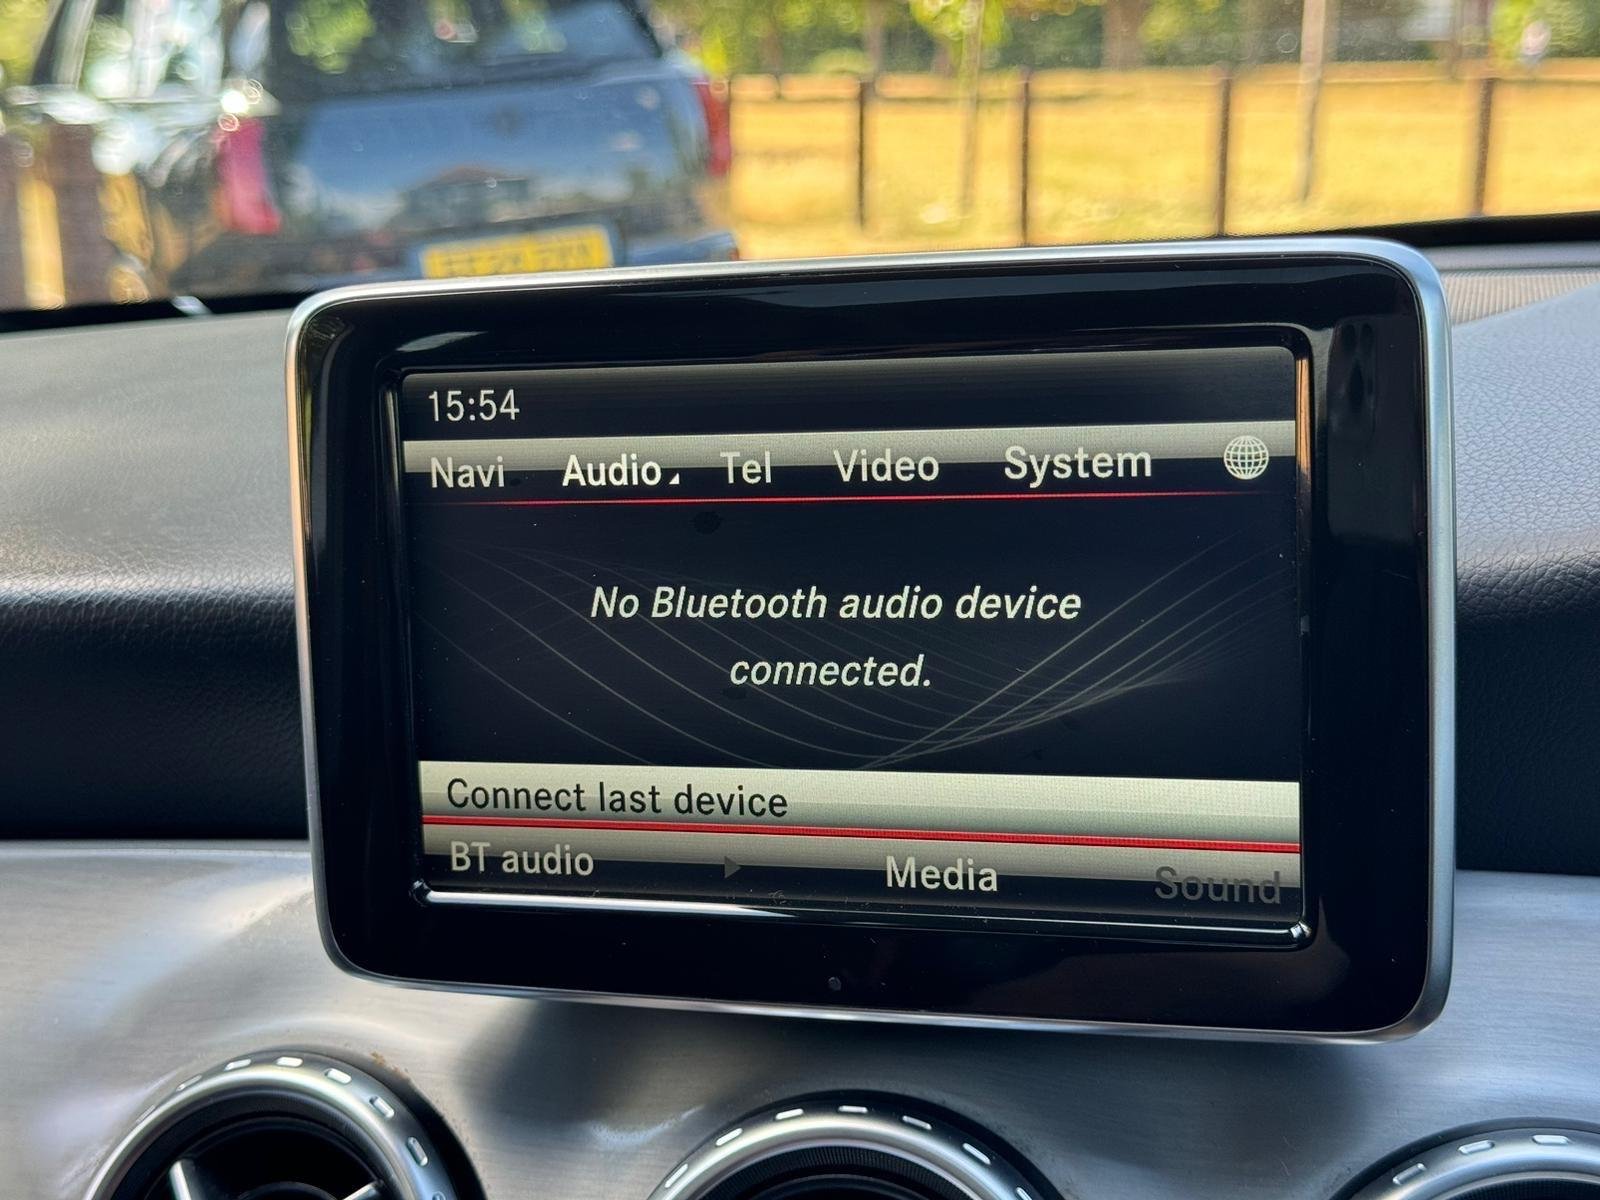 15:54
Navi Audio Tel Video System
No Bluetooth audio device
connected.
Connect last device
BT audio Media Sound